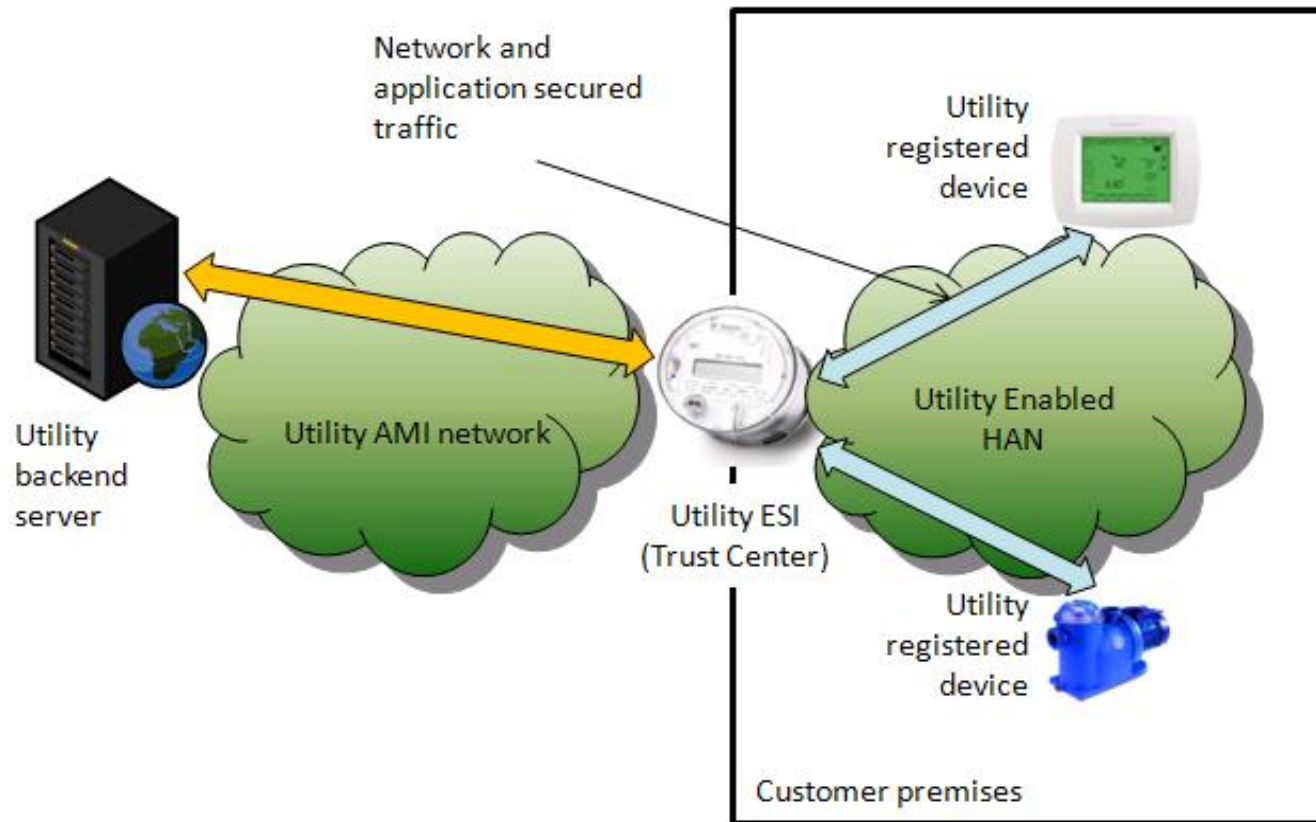 Network and
application secured
traffic
Utility
registered
device
Utility
backend
server
Utility AMI network
Utility ESI
(Trust Center)
Utility Enabled
HAN
Utility
registered
device
Customer premises